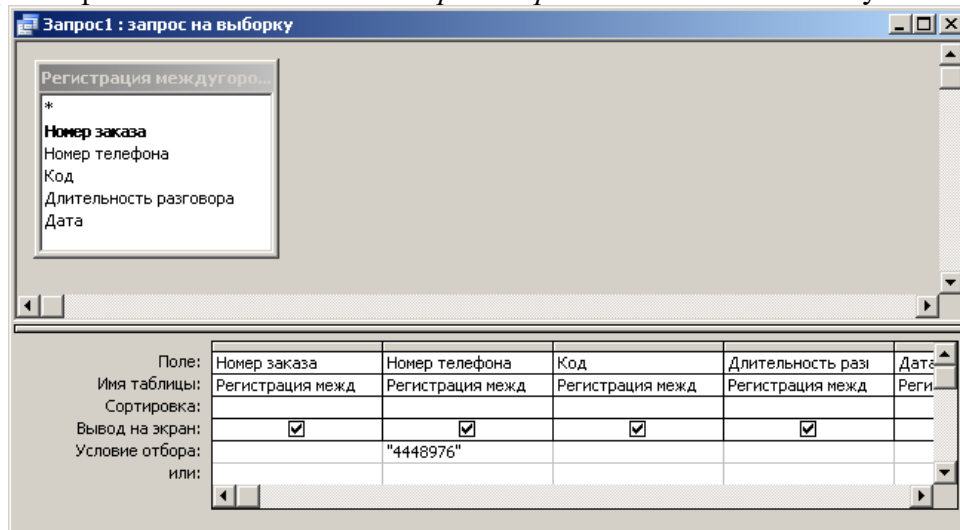 Запрос1 : запрос на выборку
Регистрация междугоро...
*
Номер заказа
Номер телефона
Код
Длительность разговора
Дата
Поле: Номер заказа Номер телефона Код Длительность разг Дата
Имя таблицы: Регистрация межд Регистрация межд Регистрация межд Регистрация межд Реги
Сортировка:
Вывод на экран:
Условие отбора: "4448976"
или: